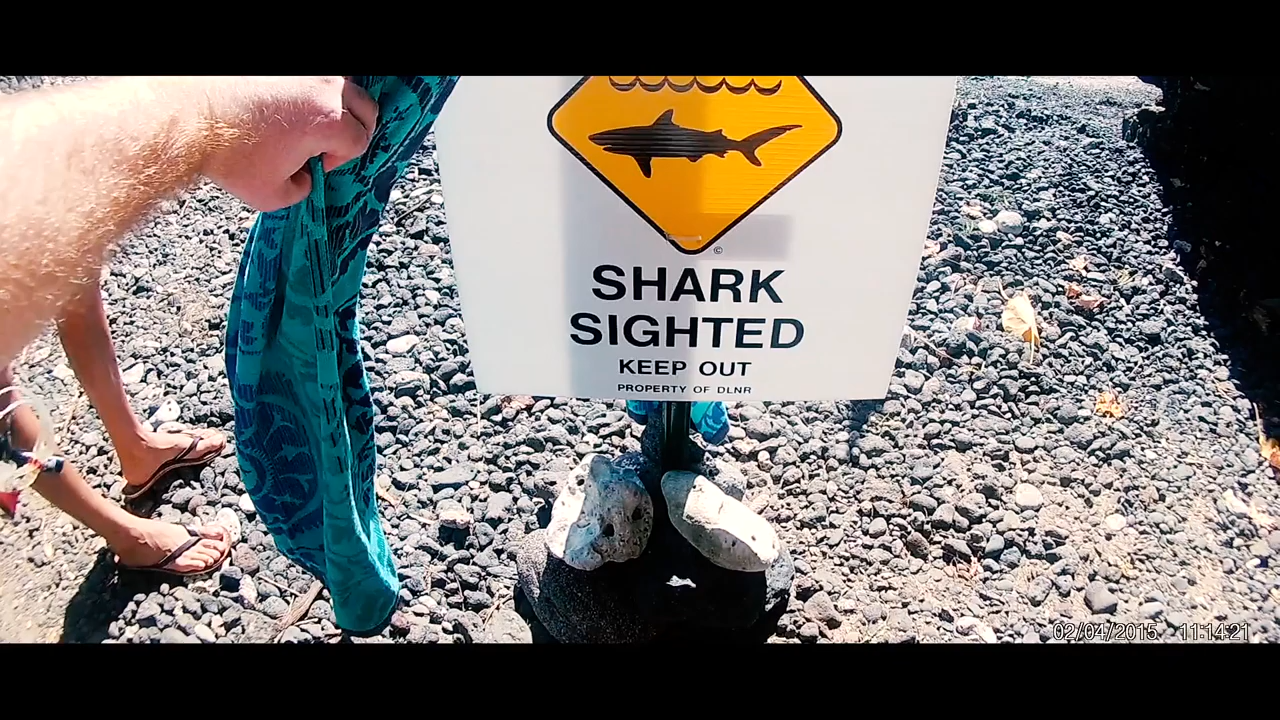 ©
SHARK
SIGHTED
KEEP OUT
PROPERTY OF DLNR
02/04/2015 11:14:21